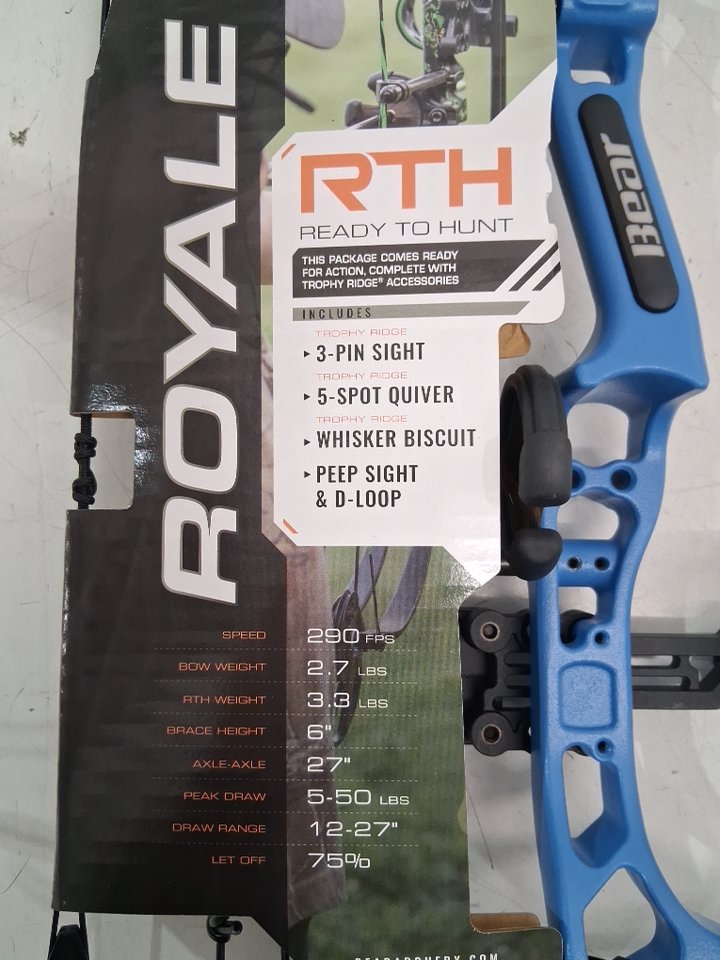 ROYALE
RTH
READY TO HUNT
THIS PACKAGE COMES READY
FOR ACTION, COMPLETE WITH
TROPHY RIDGE® ACCESSORIES
INCLUDES
TROPHY RIDGE
▸ 3-PIN SIGHT
TROPHY RIDGE
▸ 5-SPOT QUIVER
TROPHY RIDGE
▸ WHISKER BISCUIT
▸ PEEP SIGHT
& D-LOOP
SPEED 290 FPS
BOW WEIGHT 2.7 LBS
RTH WEIGHT 3.3 LBS
BRACE HEIGHT 6"
AXLE-AXLE 27"
PEAK DRAW 5-50 LBS
DRAW RANGE 12-27"
LET OFF 75%
BEARARCHERY.COM
Bear